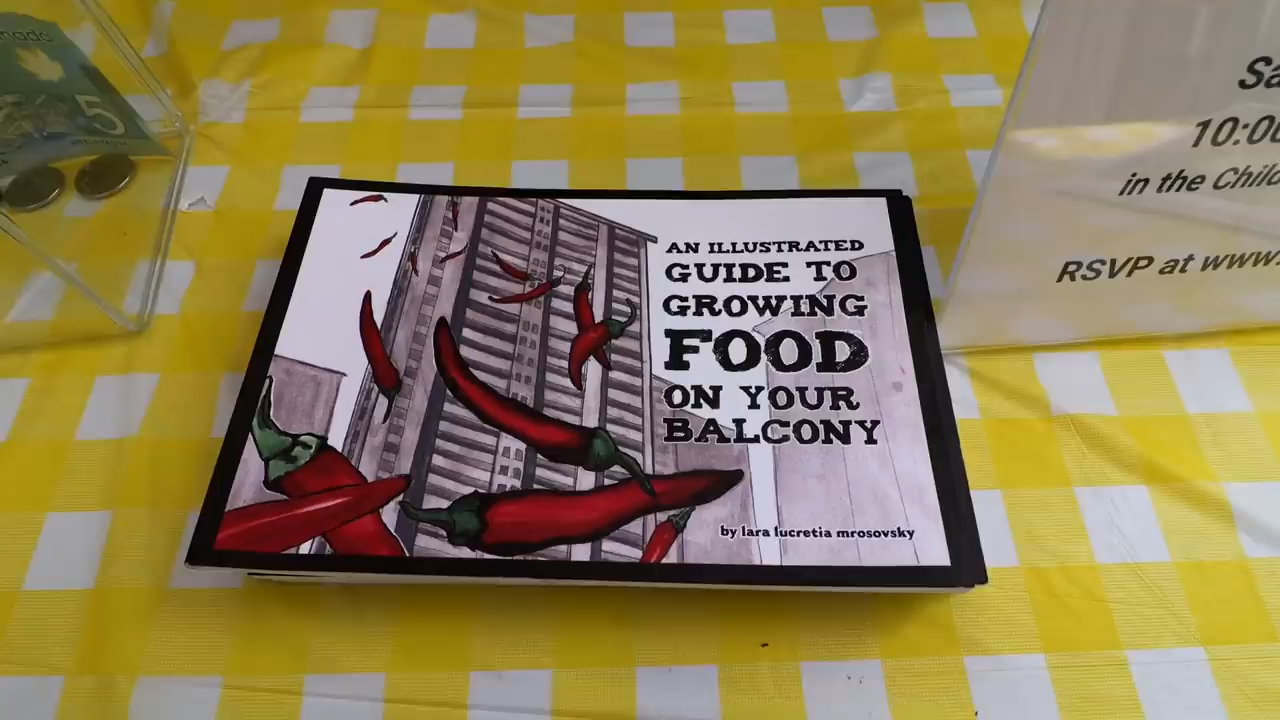 5
AN ILLUSTRATED
GUIDE TO
GROWING
FOOD
ON YOUR
BALCONY
by lara lucretia mrosovsky
10:0
in the
RSVP at www.